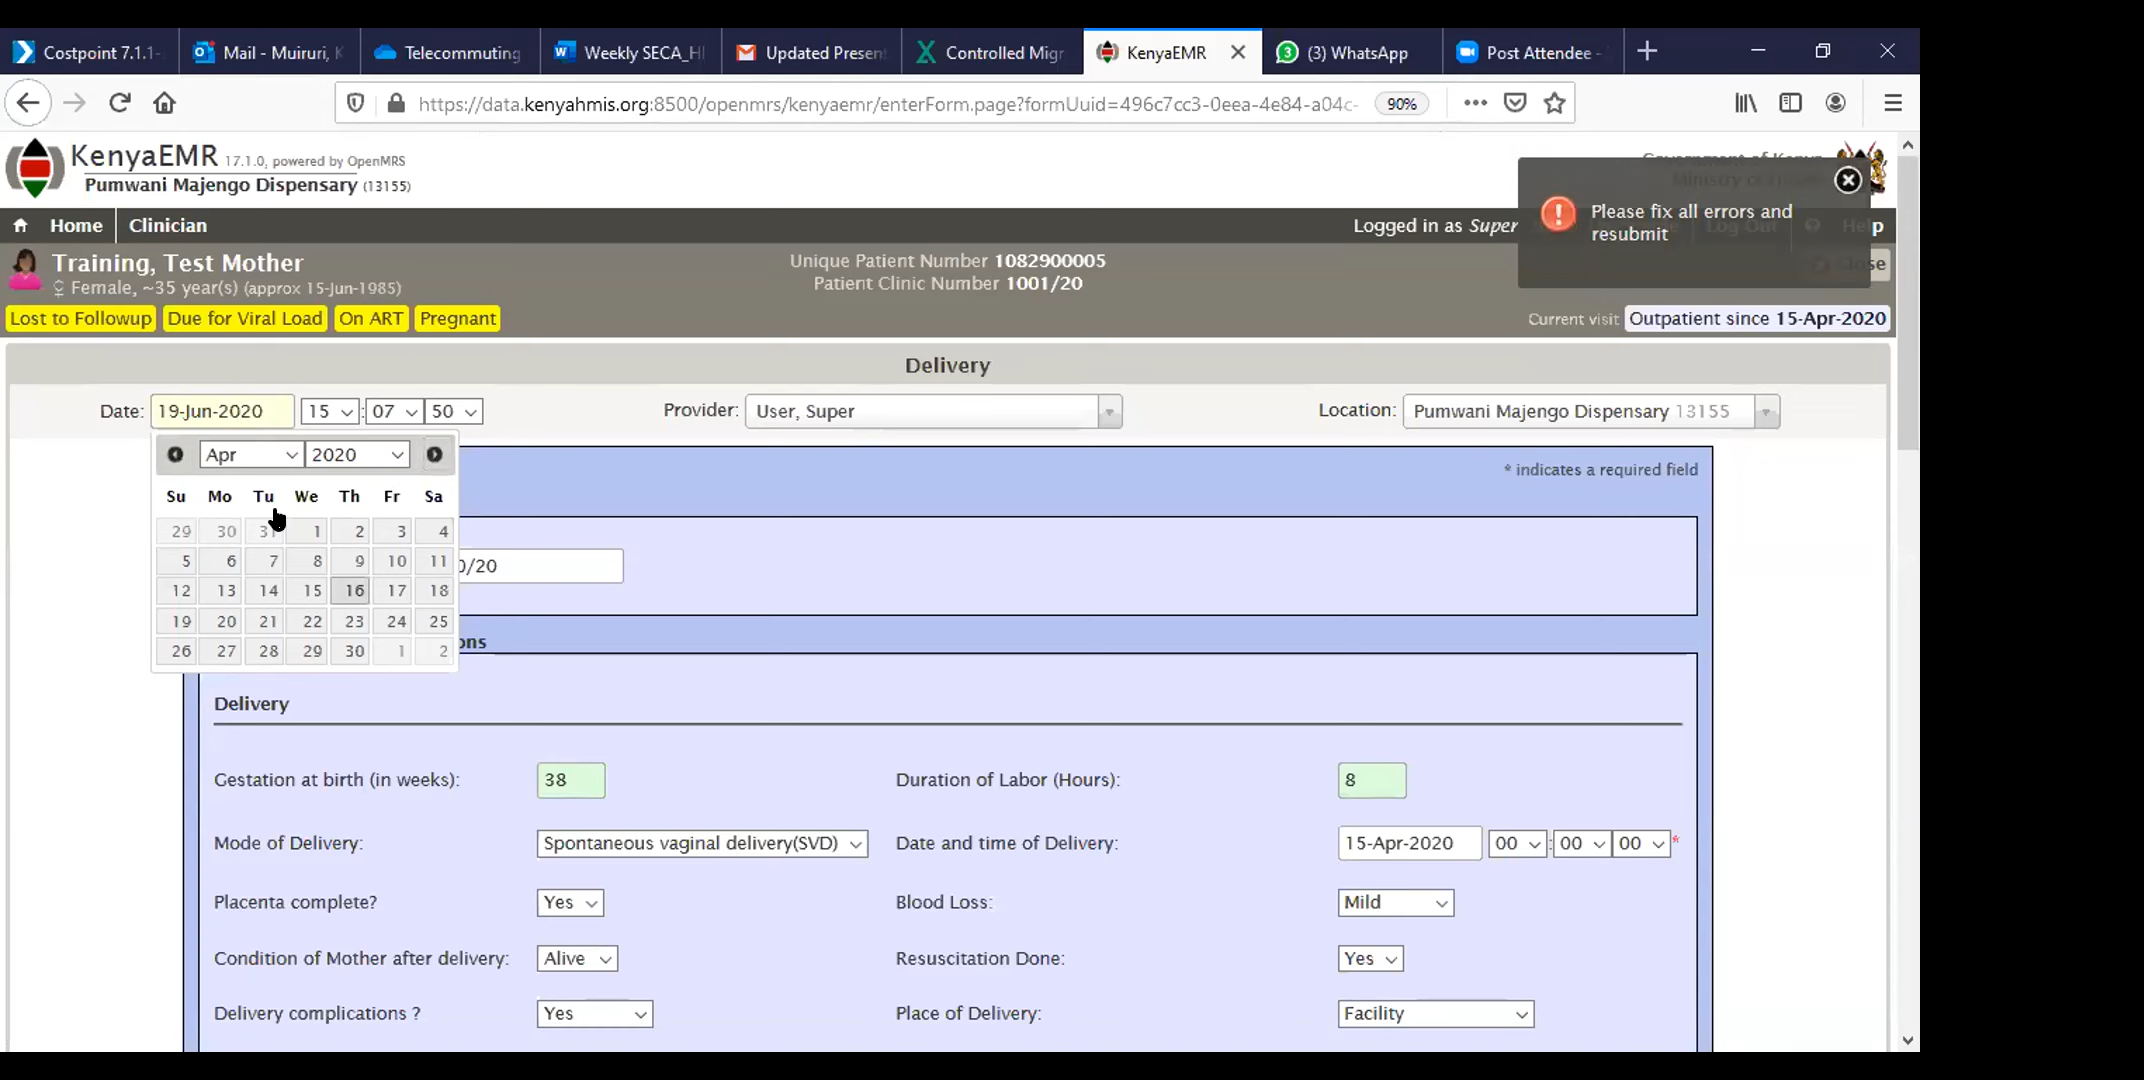 Costpoint 7.1.1-
Mail - Muiruri, K
Telecommuting
Weekly SECA_HI
Updated Present
Controlled Migr
KenyaEMR
(3) WhatsApp
Post Attendee -
https://data.kenyahmis.org:8500/openmrs/kenyaemr/enterForm.page?formUuid=496c7cc3-0eea-4e84-a04c-
90%
KenyaEMR 17.1.0, powered by OpenMRS
Pumwani Majengo Dispensary (13155)
Government of Kenya
Home
Clinician
Logged in as Super
Log Out
Help
Please fix all errors and
resubmit
Close
Training, Test Mother
Female, ~35 year(s) (approx 15-Jun-1985)
Unique Patient Number 1082900005
Patient Clinic Number 1001/20
Lost to Followup
Due for Viral Load
On ART
Pregnant
Current visit Outpatient since 15-Apr-2020
Delivery
Date: 19-Jun-2020 15 : 07 50
Provider: User, Super
Location: Pumwani Majengo Dispensary 13155
Apr 2020
Su Mo Tu We Th Fr Sa
29 30 31 1 2 3 4
5 6 7 8 9 10 11
12 13 14 15 16 17 18
19 20 21 22 23 24 25
26 27 28 29 30 1 2
* indicates a required field
0/20
ons
Delivery
Gestation at birth (in weeks): 38
Duration of Labor (Hours): 8
Mode of Delivery: Spontaneous vaginal delivery(SVD)
Date and time of Delivery: 15-Apr-2020 00 : 00 00 *
Placenta complete? Yes
Blood Loss: Mild
Condition of Mother after delivery: Alive
Resuscitation Done: Yes
Delivery complications ? Yes
Place of Delivery: Facility